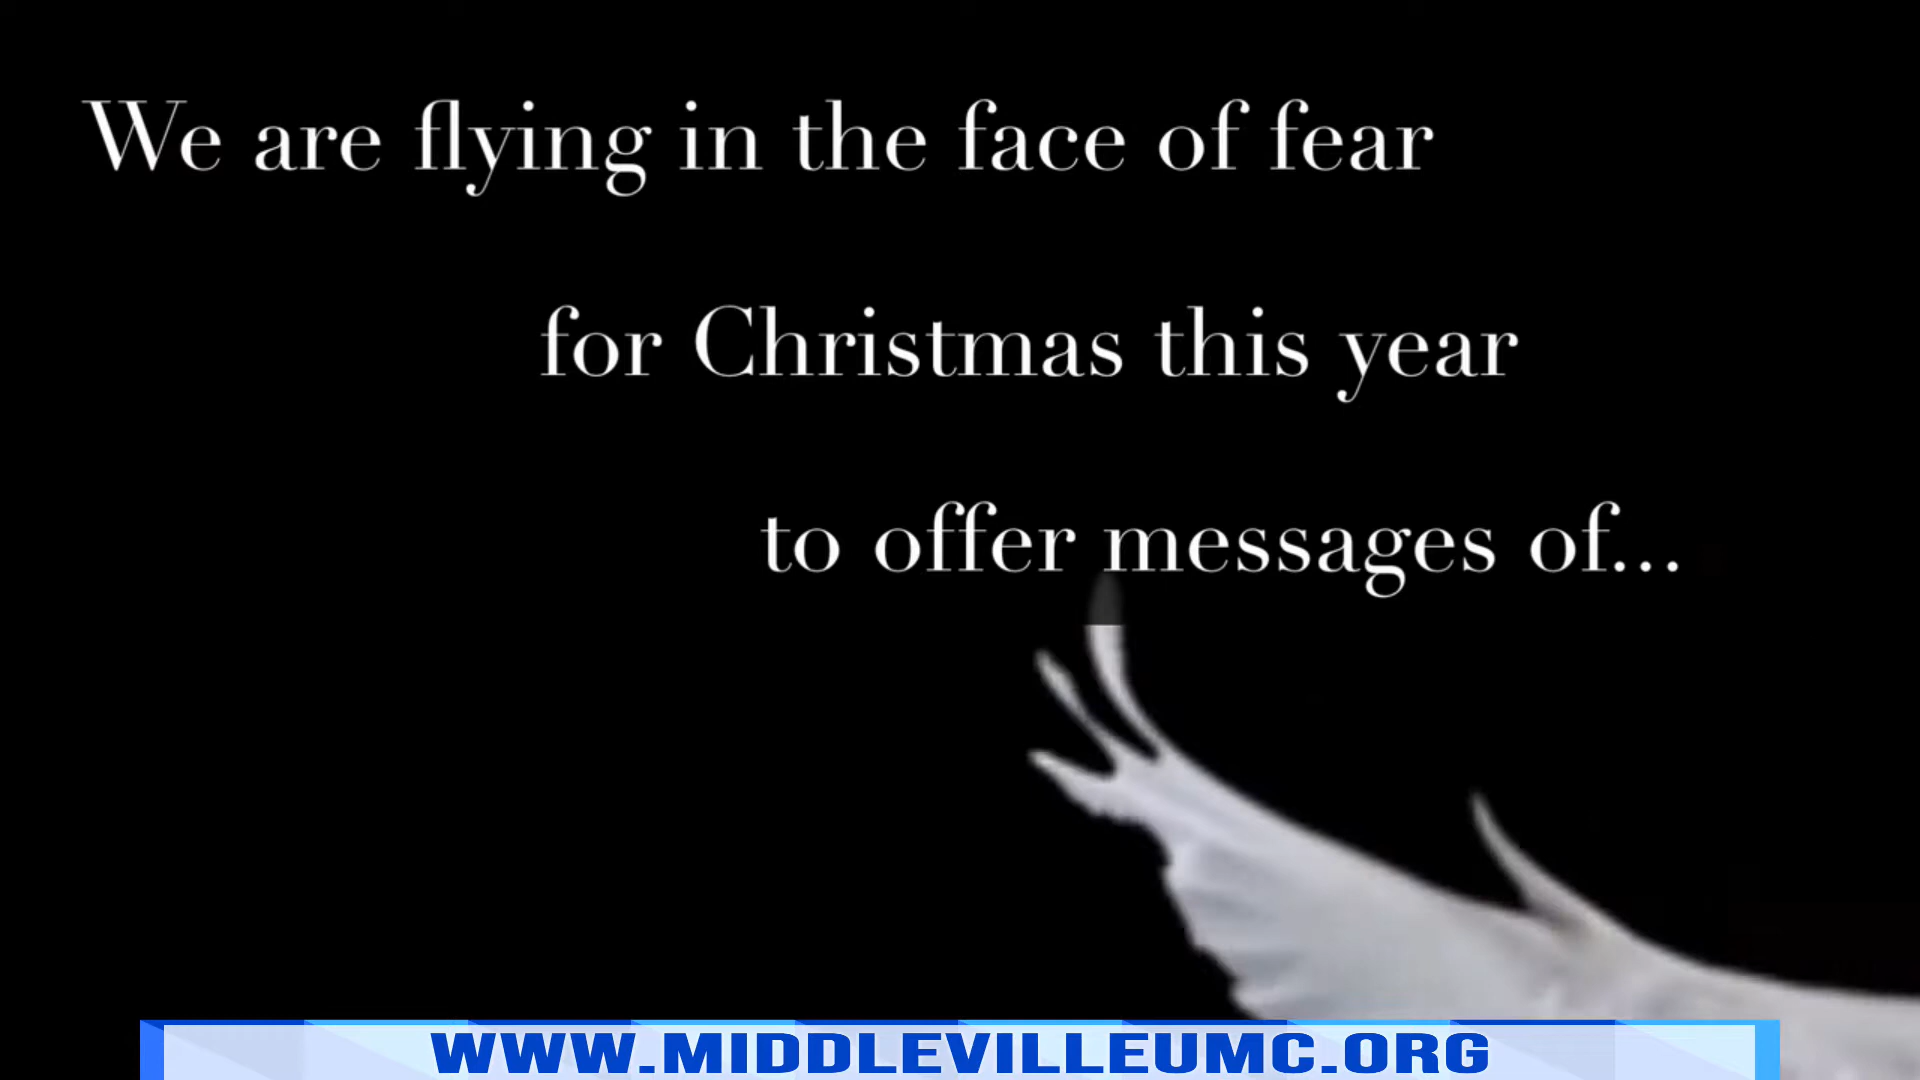 We are flying in the face of fear
for Christmas this year
to offer messages of...
WWW.MIDDLEVILLEUMC.ORG